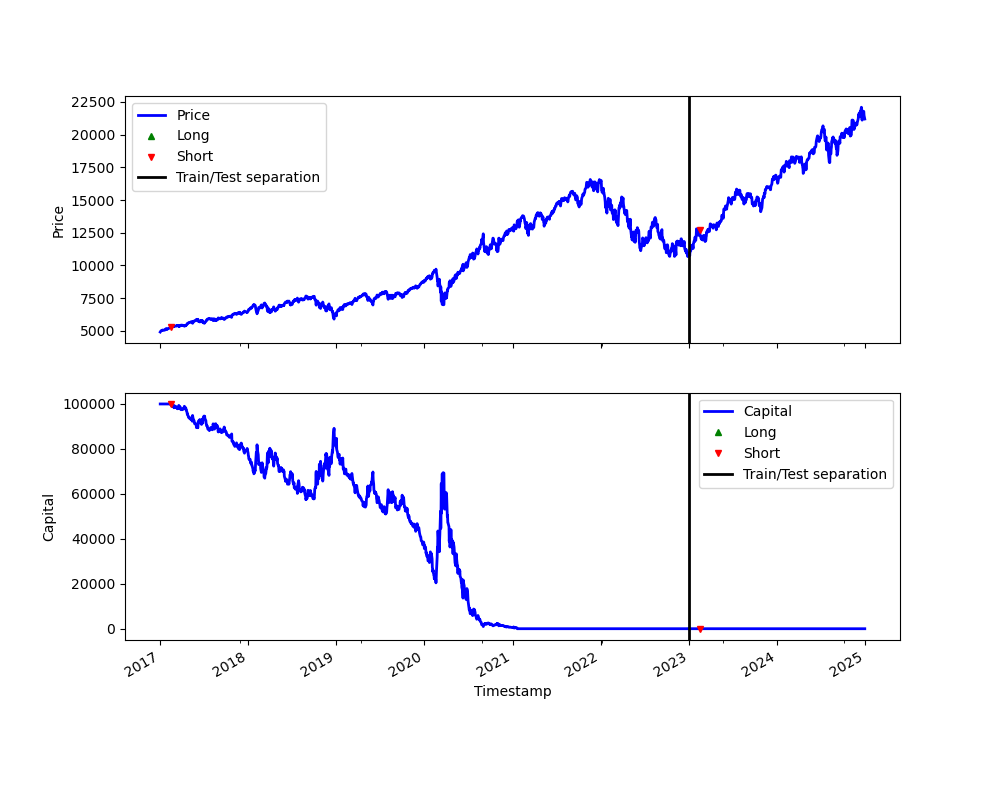 22500
20000
17500
15000
12500
10000
7500
5000
Price
Price
Long
Short
Train/Test separation
100000
80000
60000
40000
20000
0
Capital
Capital
Long
Short
Train/Test separation
2017
2018
2019
2020
2021
2022
2023
2024
2025
Timestamp